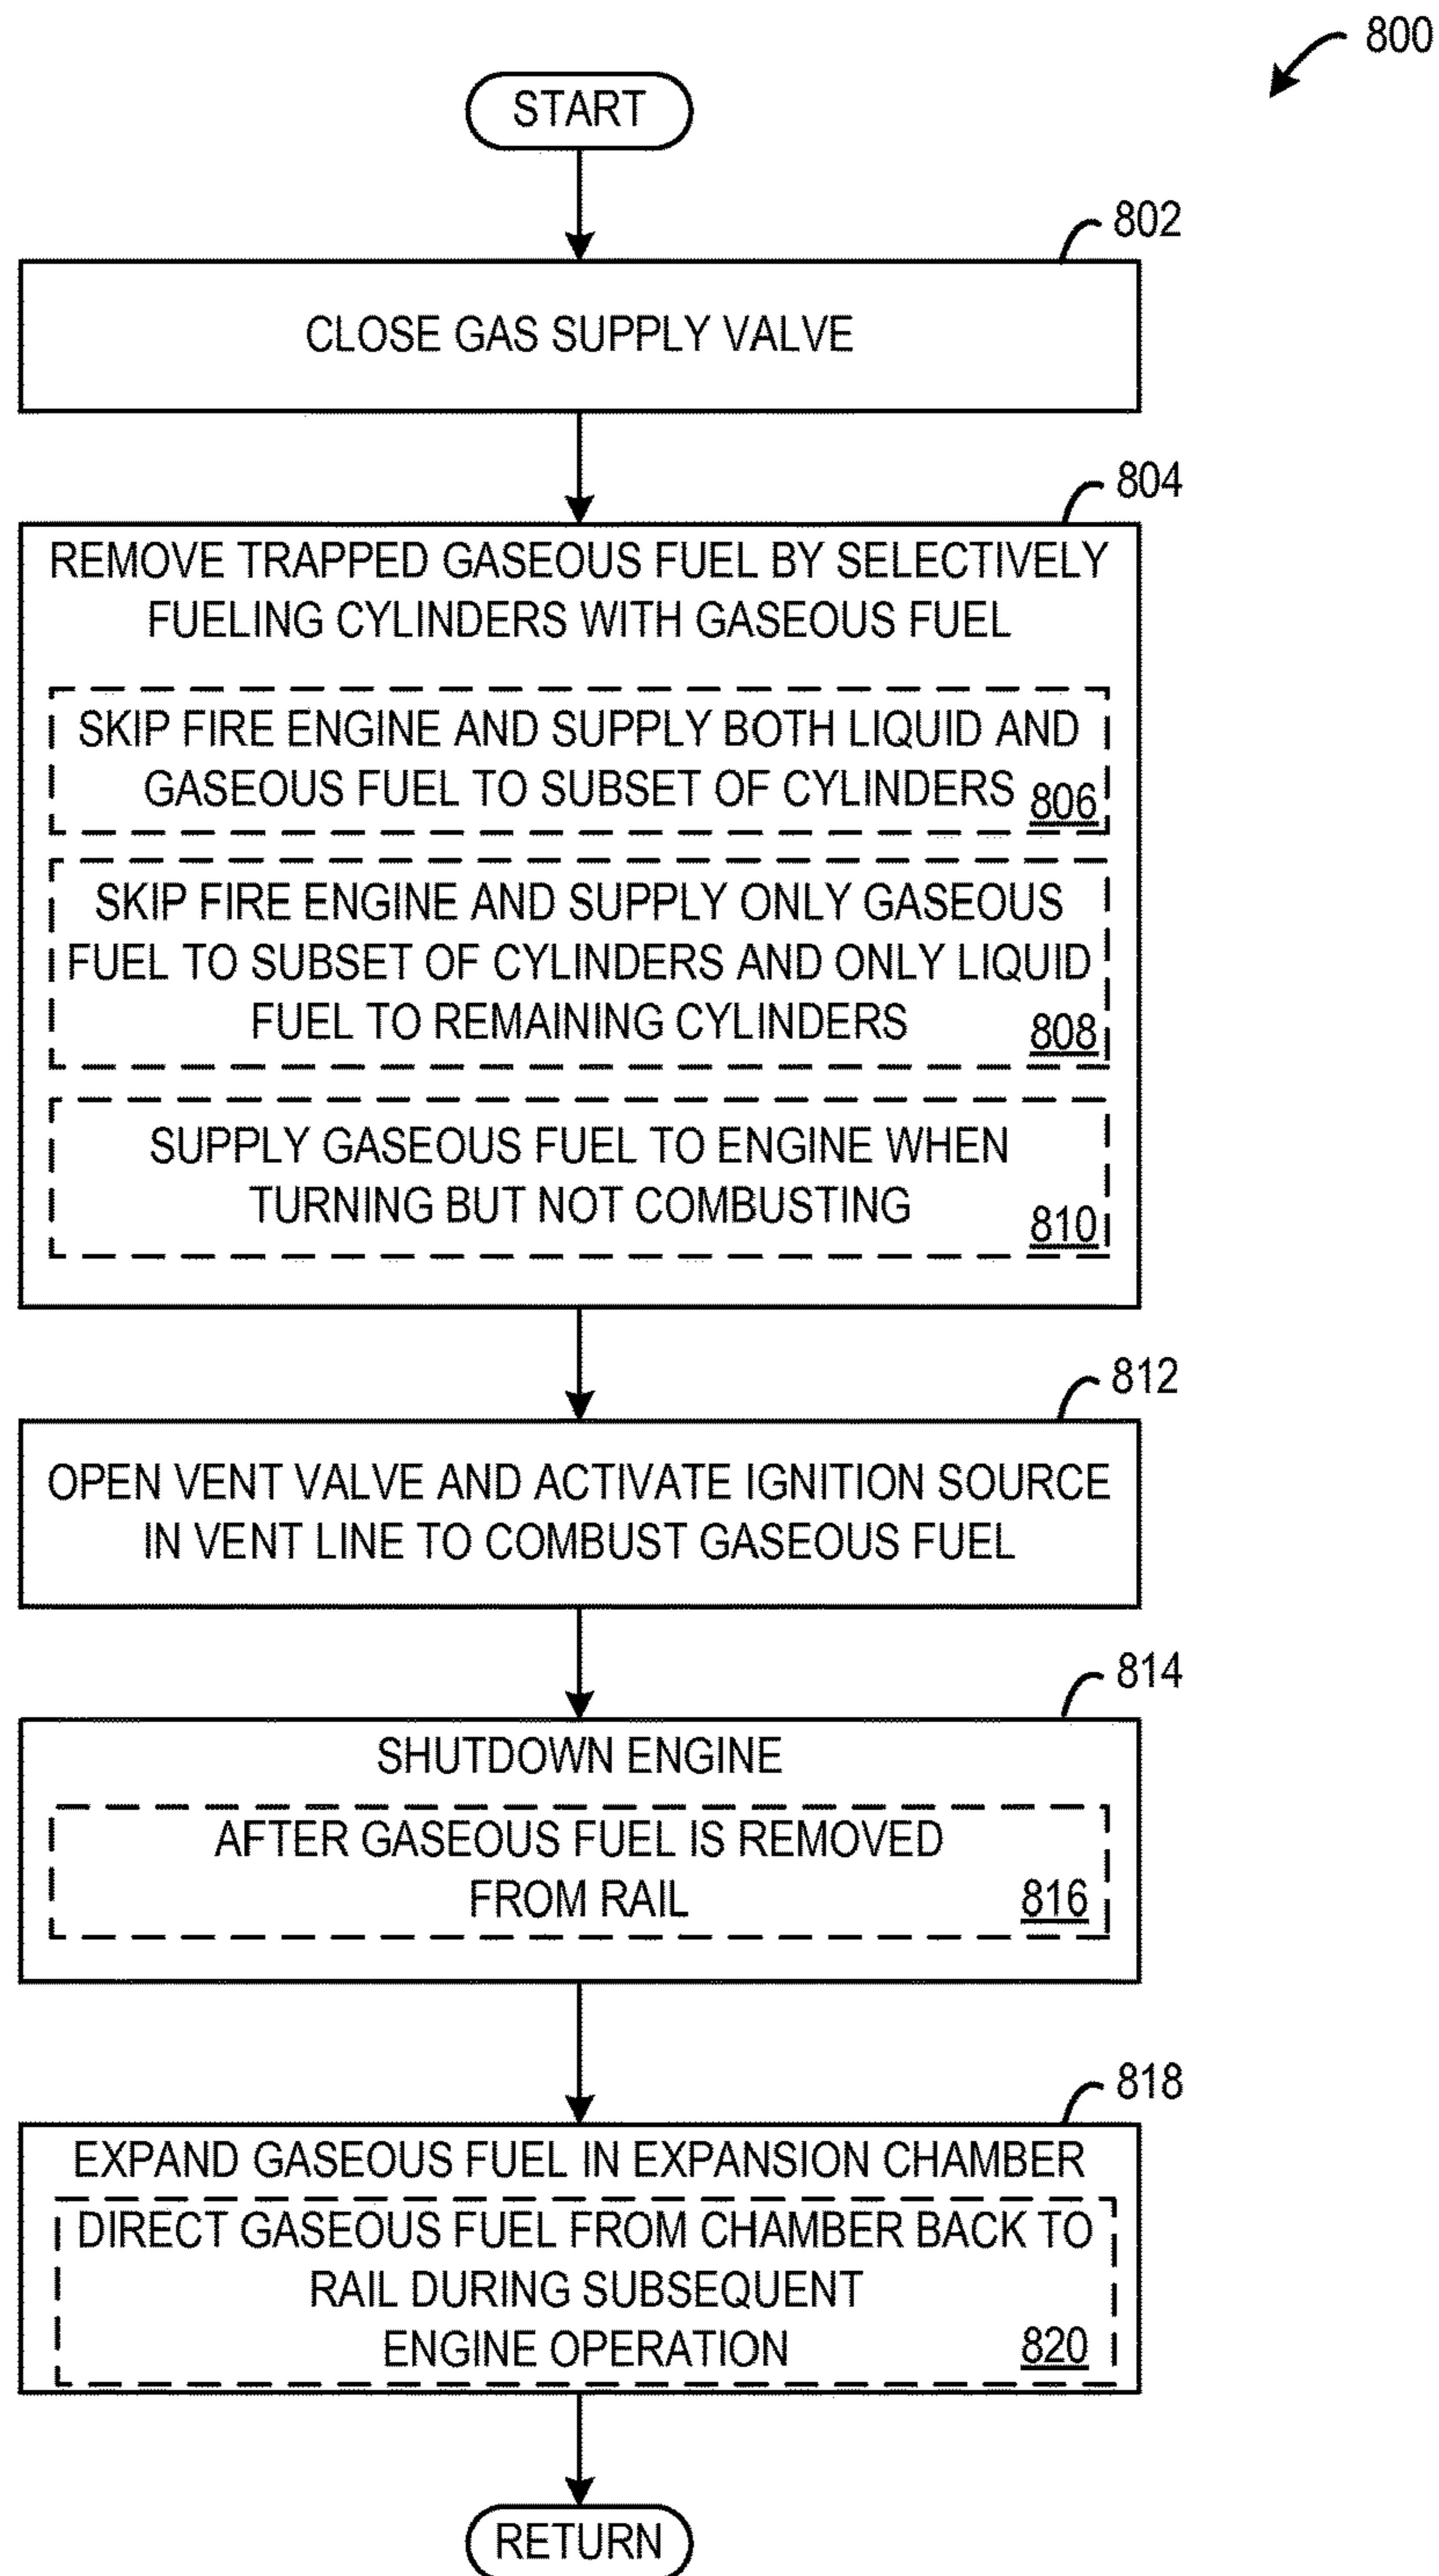 800
START
802
CLOSE GAS SUPPLY VALVE
804
REMOVE TRAPPED GASEOUS FUEL BY SELECTIVELY
FUELING CYLINDERS WITH GASEOUS FUEL
SKIP FIRE ENGINE AND SUPPLY BOTH LIQUID AND
GASEOUS FUEL TO SUBSET OF CYLINDERS 806
SKIP FIRE ENGINE AND SUPPLY ONLY GASEOUS
FUEL TO SUBSET OF CYLINDERS AND ONLY LIQUID
FUEL TO REMAINING CYLINDERS 808
SUPPLY GASEOUS FUEL TO ENGINE WHEN
TURNING BUT NOT COMBUSTING 810
812
OPEN VENT VALVE AND ACTIVATE IGNITION SOURCE
IN VENT LINE TO COMBUST GASEOUS FUEL
814
SHUTDOWN ENGINE
AFTER GASEOUS FUEL IS REMOVED
FROM RAIL 816
818
EXPAND GASEOUS FUEL IN EXPANSION CHAMBER
DIRECT GASEOUS FUEL FROM CHAMBER BACK TO
RAIL DURING SUBSEQUENT
ENGINE OPERATION 820
RETURN